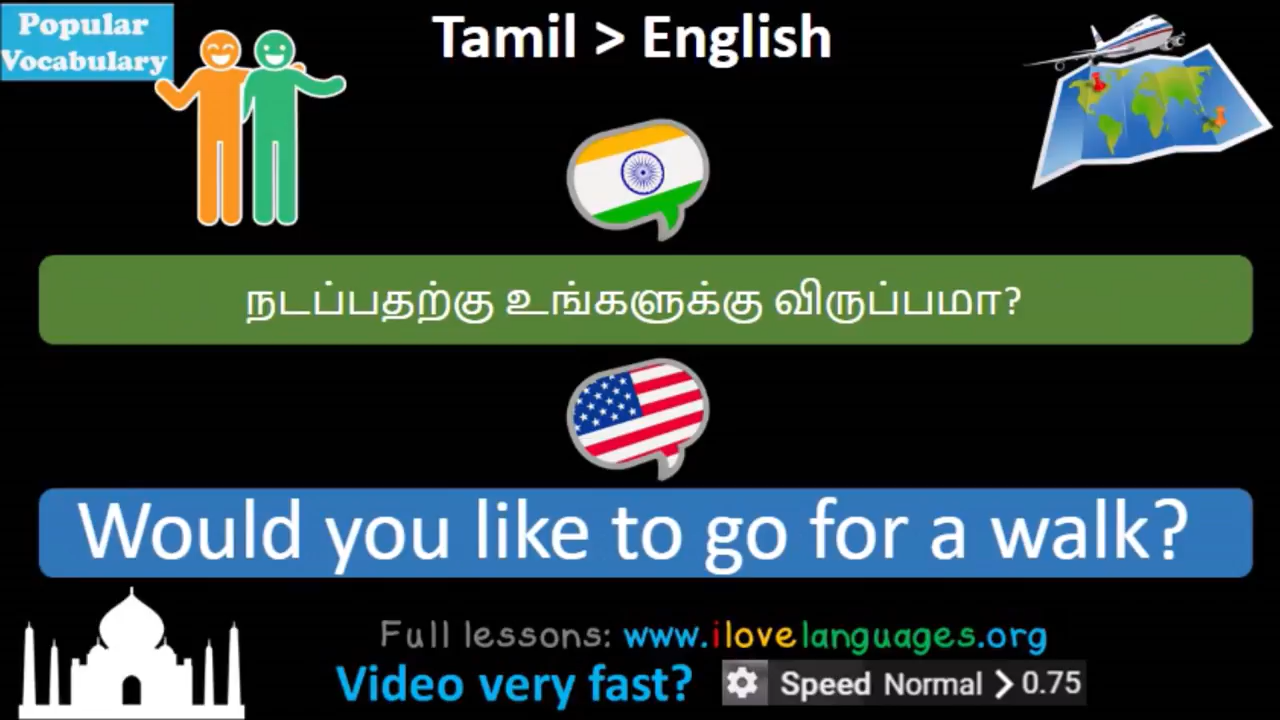 Popular
Vocabulary
Tamil > English
நடப்பதற்கு உங்களுக்கு விருப்பமா?
Would you like to go for a walk?
Full lessons: www.ilovelanguages.org
Video very fast? Speed Normal > 0.75